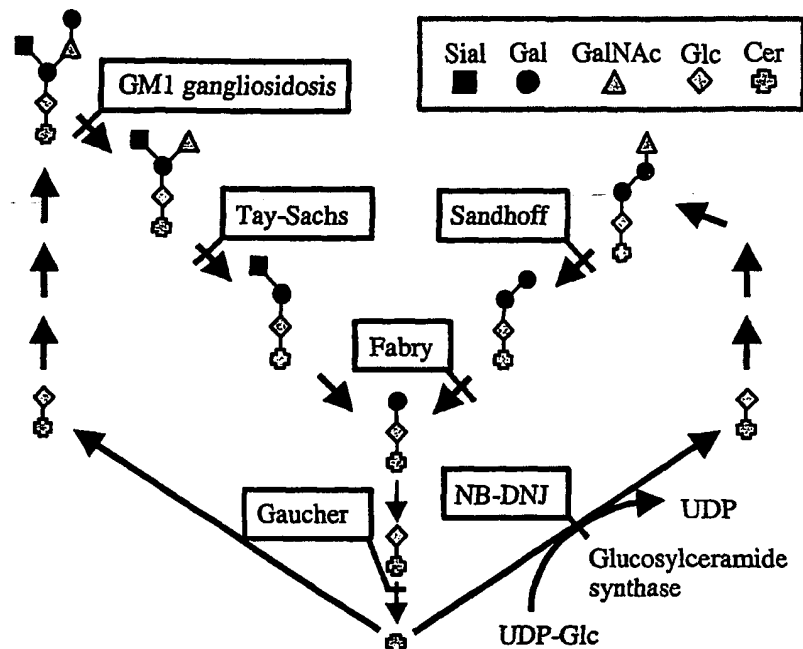 Sial Gal GalNAc Glc Cer
GM1 gangliosidosis
Tay-Sachs
Sandhoff
Fabry
Gaucher
NB-DNJ
UDP
Glucosylceramide
synthase
UDP-Glc